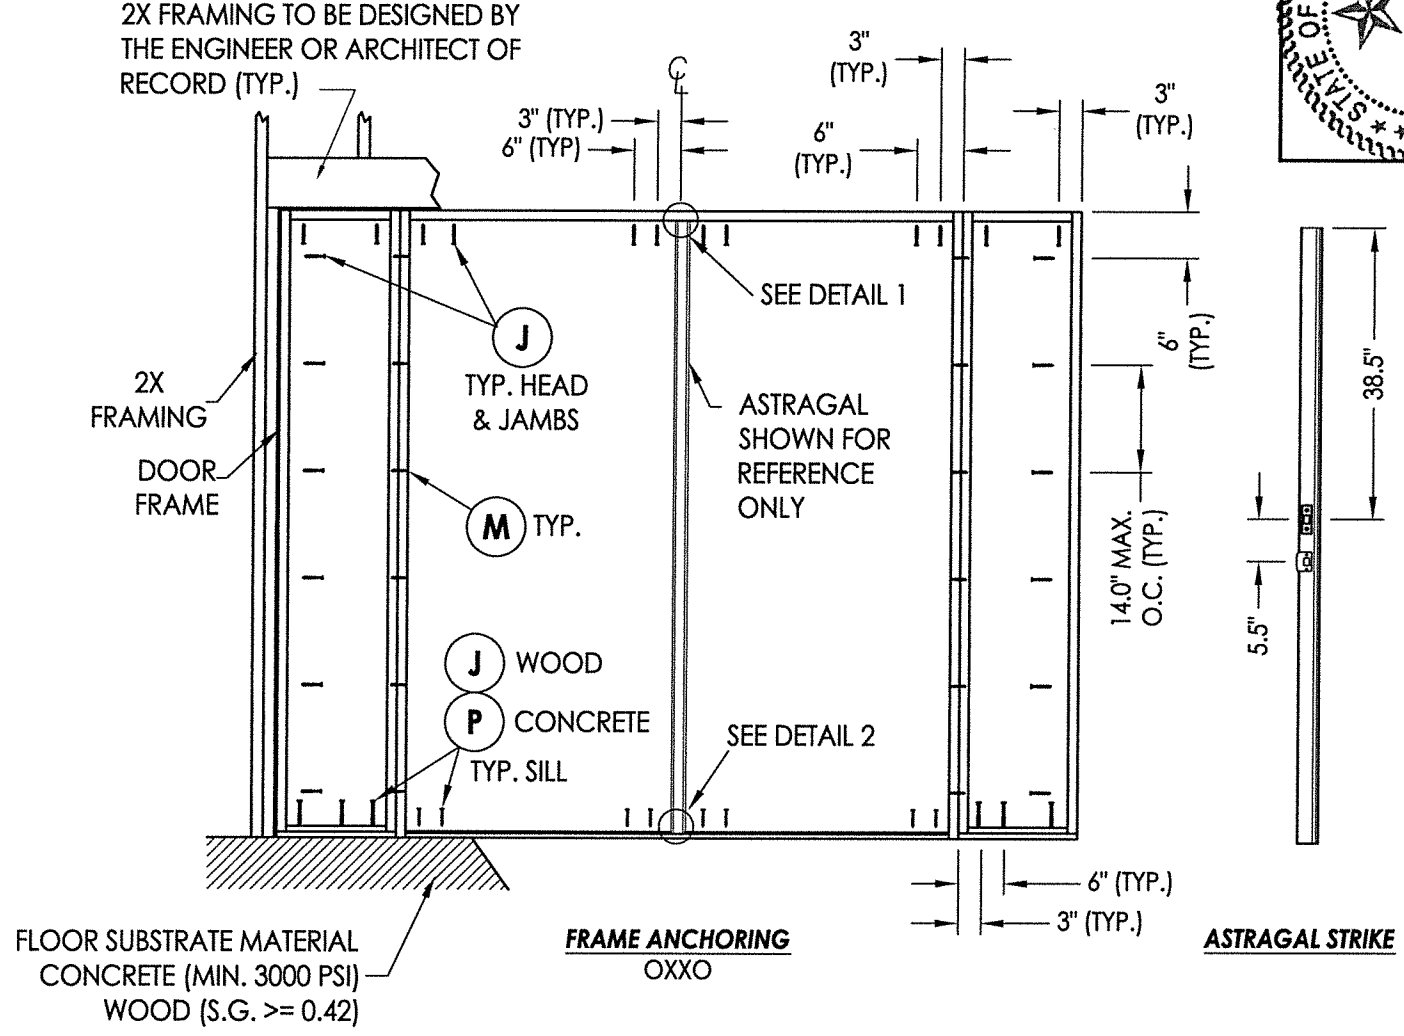 2X FRAMING TO BE DESIGNED BY
THE ENGINEER OR ARCHITECT OF
RECORD (TYP.)
℄
3" (TYP.)
6" (TYP)
3"
(TYP.)
6"
(TYP.)
3"
(TYP.)
STATE OF
SEE DETAIL 1
6"
(TYP.)
J
TYP. HEAD
& JAMBS
2X
FRAMING
DOOR
FRAME
ASTRAGAL
SHOWN FOR
REFERENCE
ONLY
M TYP.
14.0" MAX.
O.C. (TYP.)
38.5"
5.5"
J WOOD
P CONCRETE
TYP. SILL
SEE DETAIL 2
6" (TYP.)
3" (TYP.)
FLOOR SUBSTRATE MATERIAL
CONCRETE (MIN. 3000 PSI)
WOOD (S.G. >= 0.42)
FRAME ANCHORING
OXXO
ASTRAGAL STRIKE